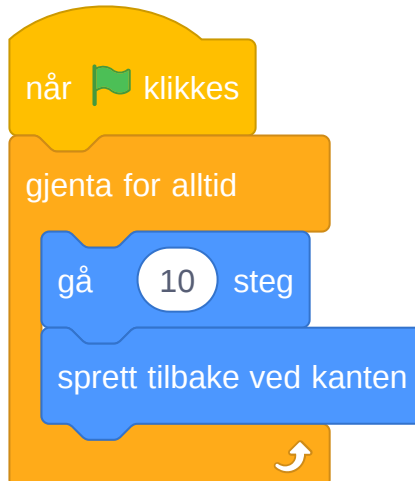 når klikkes
gjenta for alltid
gå 10 steg
sprett tilbake ved kanten